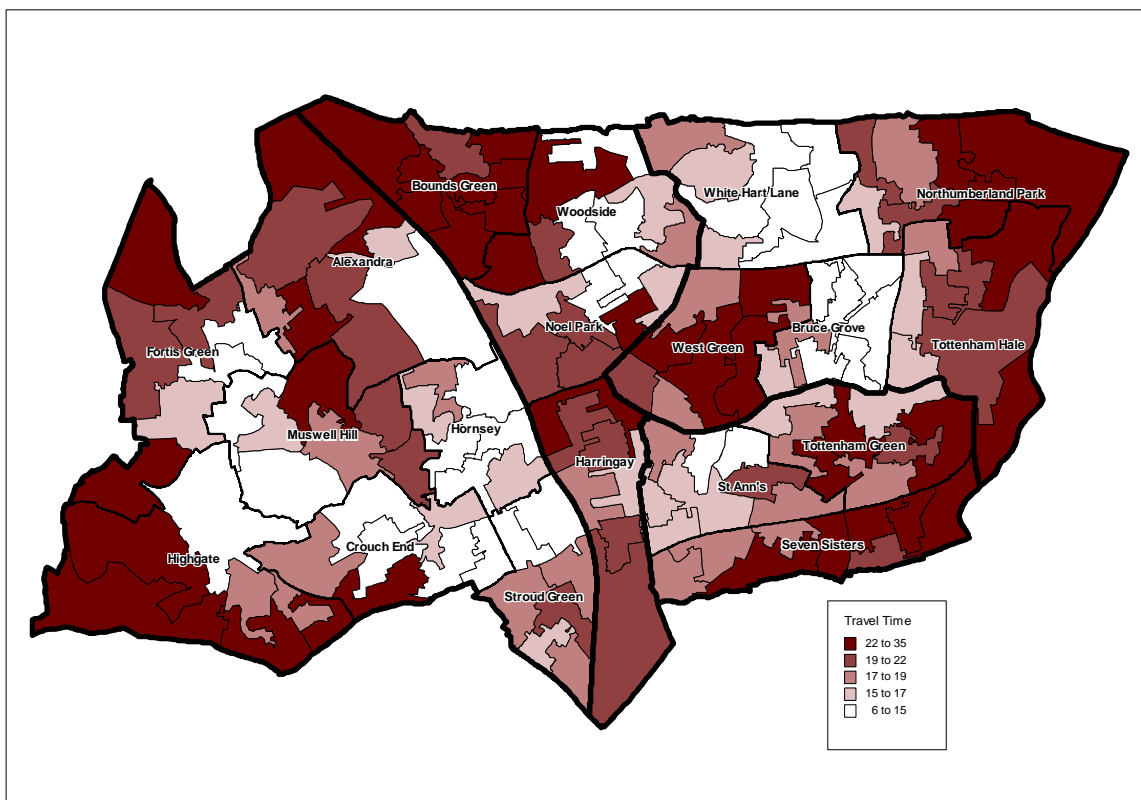 Bounds Green
White Hart Lane
Northumberland Park
Woodside
Alexandra
Noel Park
Bruce Grove
West Green
Tottenham Hale
Fortis Green
Muswell Hill
Hornsey
Harringay
Tottenham Green
St Ann's
Seven Sisters
Crouch End
Highgate
Stroud Green
Travel Time
22 to 35
19 to 22
17 to 19
15 to 17
6 to 15